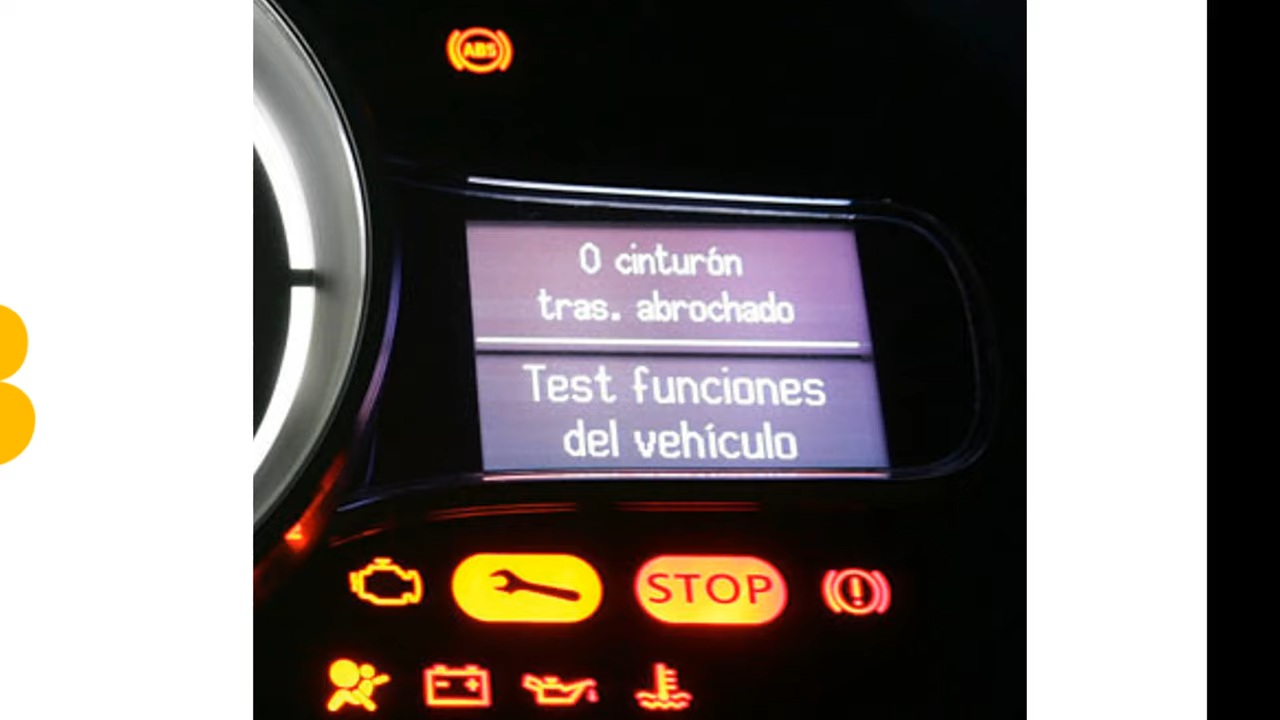 ABS
0 cinturón
tras. abrochado
Test funciones
del vehículo
STOP